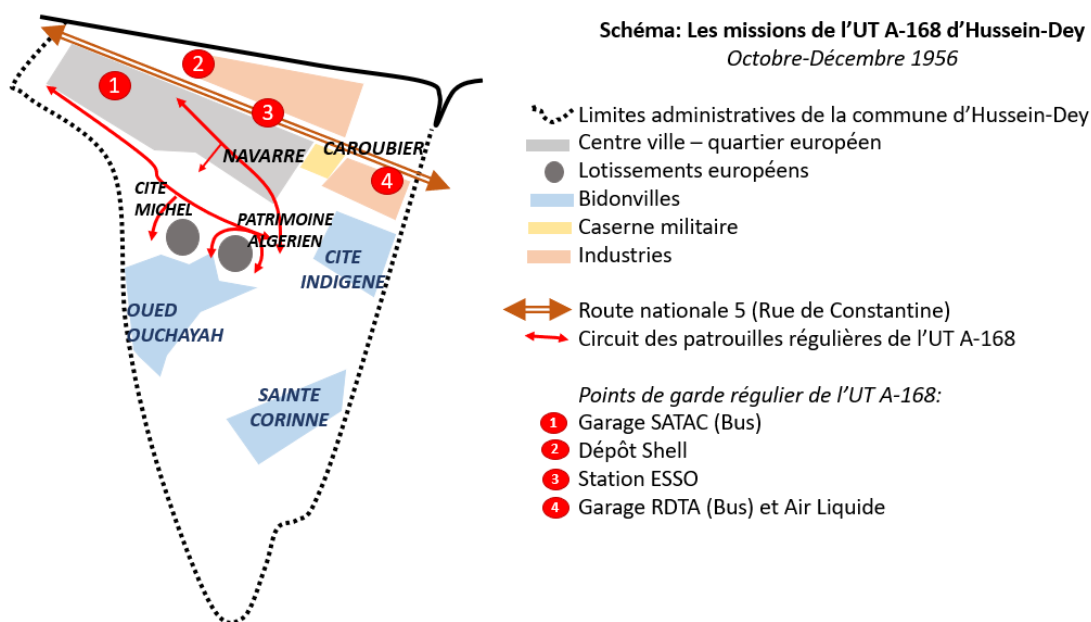 Schéma: Les missions de l’UT A-168 d’Hussein-Dey
Octobre-Décembre 1956
Limites administratives de la commune d’Hussein-Dey
Centre ville – quartier européen
Lotissements européens
Bidonvilles
Caserne militaire
Industries
Route nationale 5 (Rue de Constantine)
Circuit des patrouilles régulières de l’UT A-168
Points de garde régulier de l’UT A-168:
1 Garage SATAC (Bus)
2 Dépôt Shell
3 Station ESSO
4 Garage RDTA (Bus) et Air Liquide
1
2
3
4
NAVARRE
CAROUBIER
CITE
MICHEL
PATRIMOINE
ALGERIEN
CITE
INDIGENE
OUED
OUCHAYAH
SAINTE
CORINNE